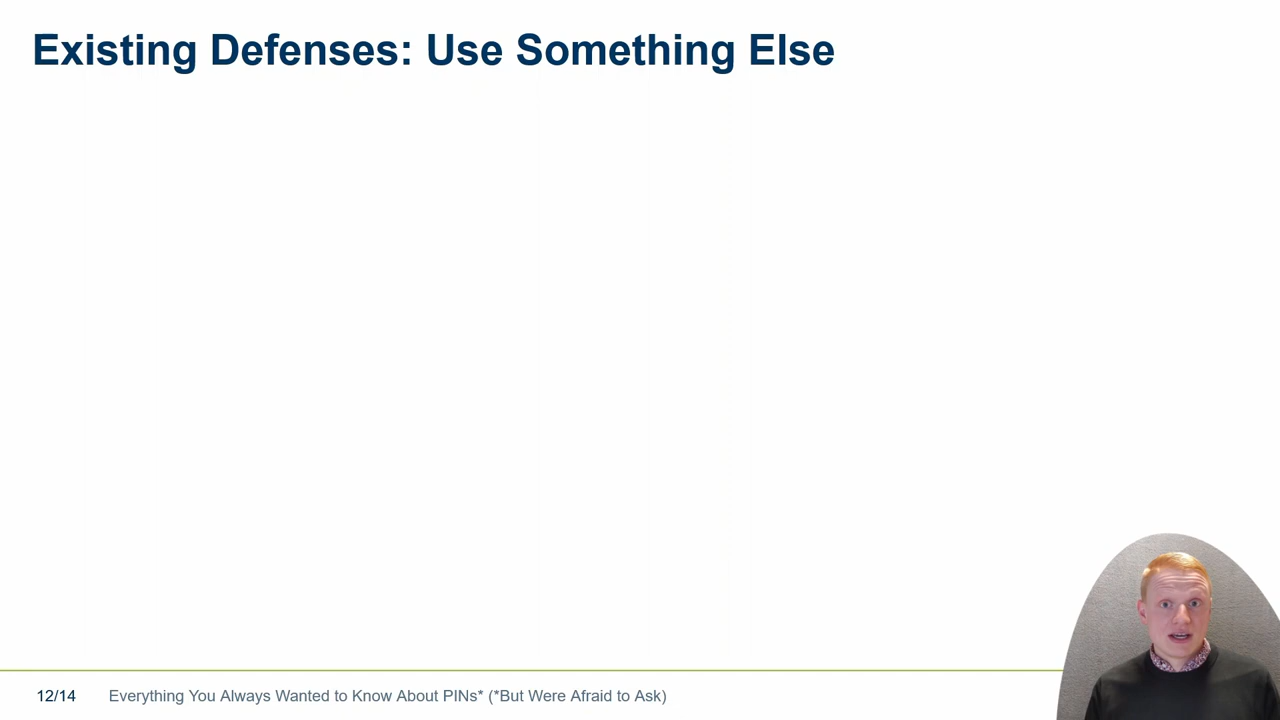 Existing Defenses: Use Something Else
12/14
Everything You Always Wanted to Know About PINs* (*But Were Afraid to Ask)